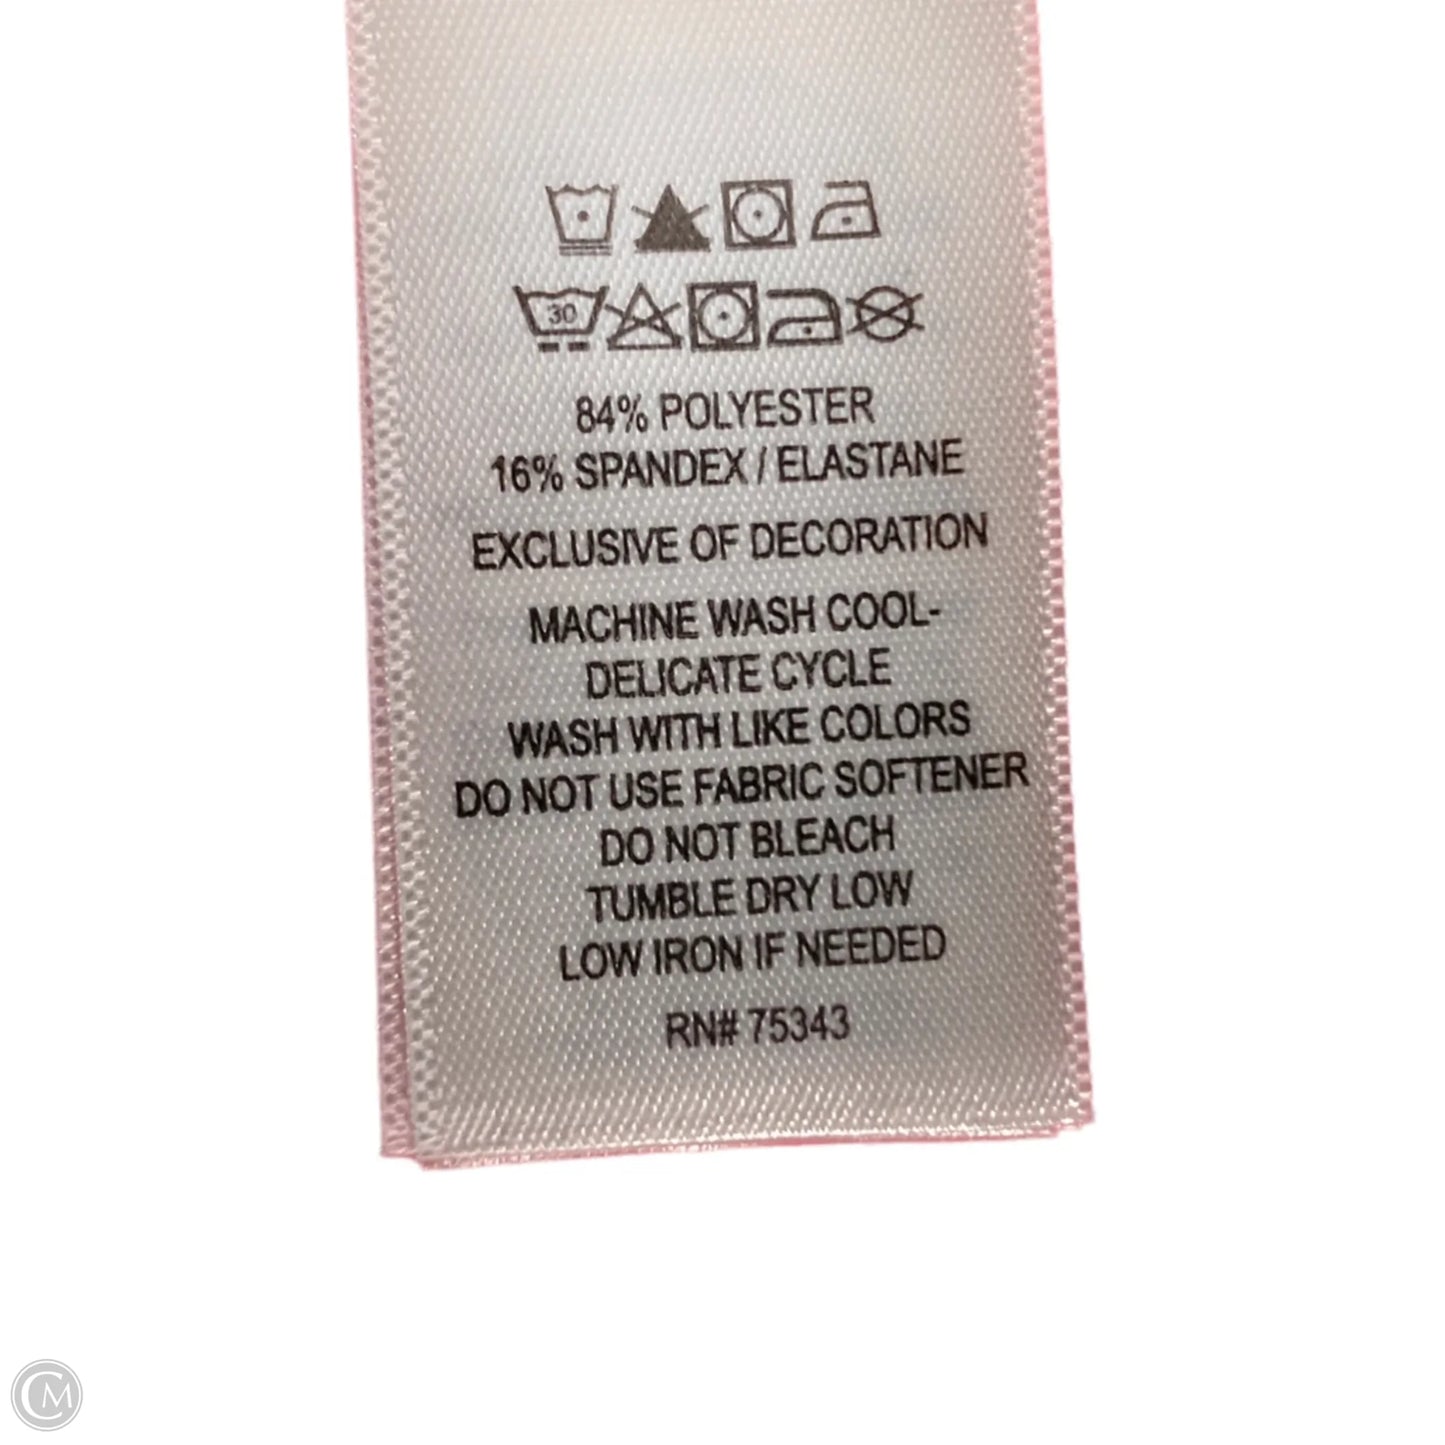 30
84% POLYESTER
16% SPANDEX / ELASTANE
EXCLUSIVE OF DECORATION
MACHINE WASH COOL-
DELICATE CYCLE
WASH WITH LIKE COLORS
DO NOT USE FABRIC SOFTENER
DO NOT BLEACH
TUMBLE DRY LOW
LOW IRON IF NEEDED
RN# 75343
CM